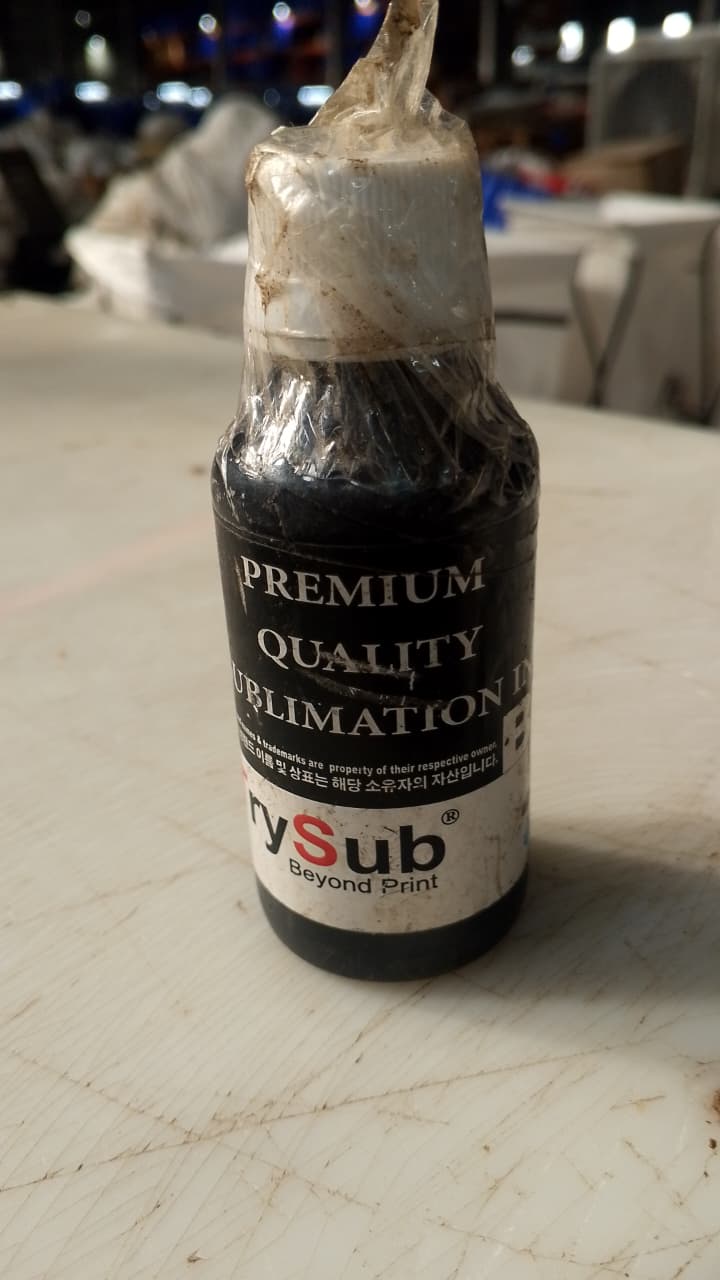 PREMIUM
QUALITY
UBLIMATION IN
names & trademarks are property of their respective owner.
이름 및 상표는 해당 소유자의 자산입니다.
B
rySub®
Beyond Print